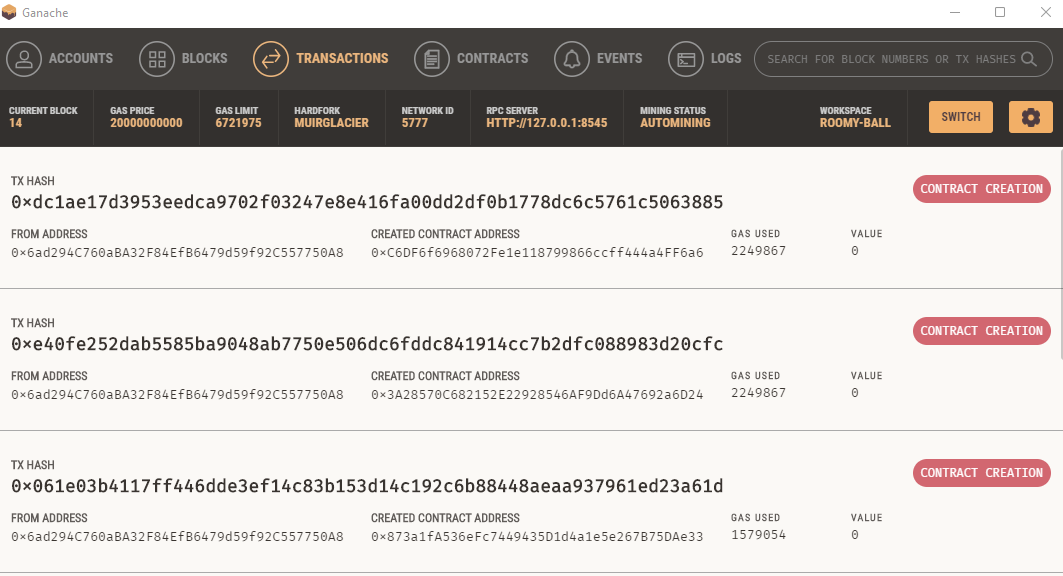 Ganache
ACCOUNTS BLOCKS TRANSACTIONS CONTRACTS EVENTS LOGS SEARCH FOR BLOCK NUMBERS OR TX HASHES
CURRENT BLOCK GAS PRICE GAS LIMIT HARDFORK NETWORK ID RPC SERVER MINING STATUS WORKSPACE
14 20000000000 6721975 MUIRGLACIER 5777 HTTP://127.0.0.1:8545 AUTOMINING ROOMY-BALL SWITCH
TX HASH
0×dc1ae17d3953eedca9702f03247e8e416fa00dd2df0b1778dc6c5761c5063885 CONTRACT CREATION
FROM ADDRESS CREATED CONTRACT ADDRESS GAS USED VALUE
0×6ad294C760aBA32F84EfB6479d59f92C557750A8 0×C6DF6f6968072Fe1e118799866ccff444a4FF6a6 2249867 0
TX HASH
0×e40fe252dab5585ba9048ab7750e506dc6fddc841914cc7b2dfc088983d20cfc CONTRACT CREATION
FROM ADDRESS CREATED CONTRACT ADDRESS GAS USED VALUE
0×6ad294C760aBA32F84EfB6479d59f92C557750A8 0×3A28570C682152E22928546AF9Dd6A47692a6D24 2249867 0
TX HASH
0×061e03b4117ff446dde3ef14c83b153d14c192c6b88448aeaa937961ed23a61d CONTRACT CREATION
FROM ADDRESS CREATED CONTRACT ADDRESS GAS USED VALUE
0×6ad294C760aBA32F84EfB6479d59f92C557750A8 0×873a1fA536eFc7449435D1d4a1e5e267B75DAe33 1579054 0